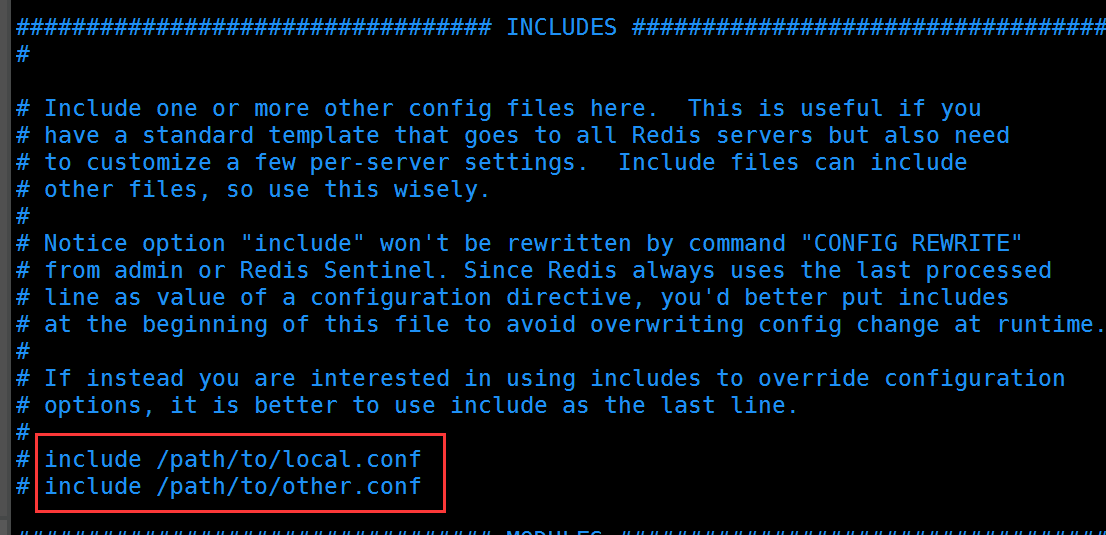 ################################## INCLUDES ##################################
#
# Include one or more other config files here.  This is useful if you
# have a standard template that goes to all Redis servers but also need
# to customize a few per-server settings.  Include files can include
# other files, so use this wisely.
#
# Notice option "include" won't be rewritten by command "CONFIG REWRITE"
# from admin or Redis Sentinel. Since Redis always uses the last processed
# line as value of a configuration directive, you'd better put includes
# at the beginning of this file to avoid overwriting config change at runtime.
#
# If instead you are interested in using includes to override configuration
# options, it is better to use include as the last line.
#
# include /path/to/local.conf
# include /path/to/other.conf
################################## MODULES ##################################